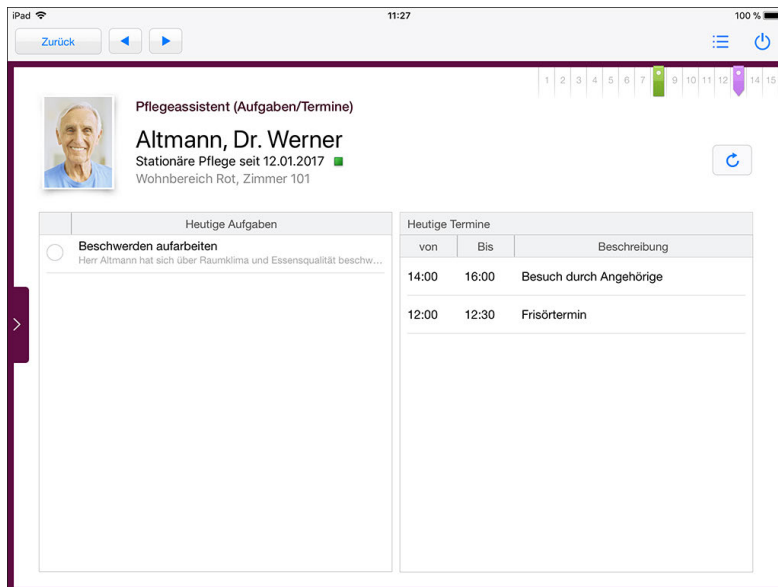 iPad 11:27 100 %
Zurück
1 2 3 4 5 6 7 9 10 11 12 14 15
Pflegeassistent (Aufgaben/Termine)
Altmann, Dr. Werner
Stationäre Pflege seit 12.01.2017
Wohnbereich Rot, Zimmer 101
Heutige Aufgaben
Beschwerden aufarbeiten
Herr Altmann hat sich über Raumklima und Essensqualität beschw...
Heutige Termine
von Bis Beschreibung
14:00 16:00 Besuch durch Angehörige
12:00 12:30 Frisörtermin